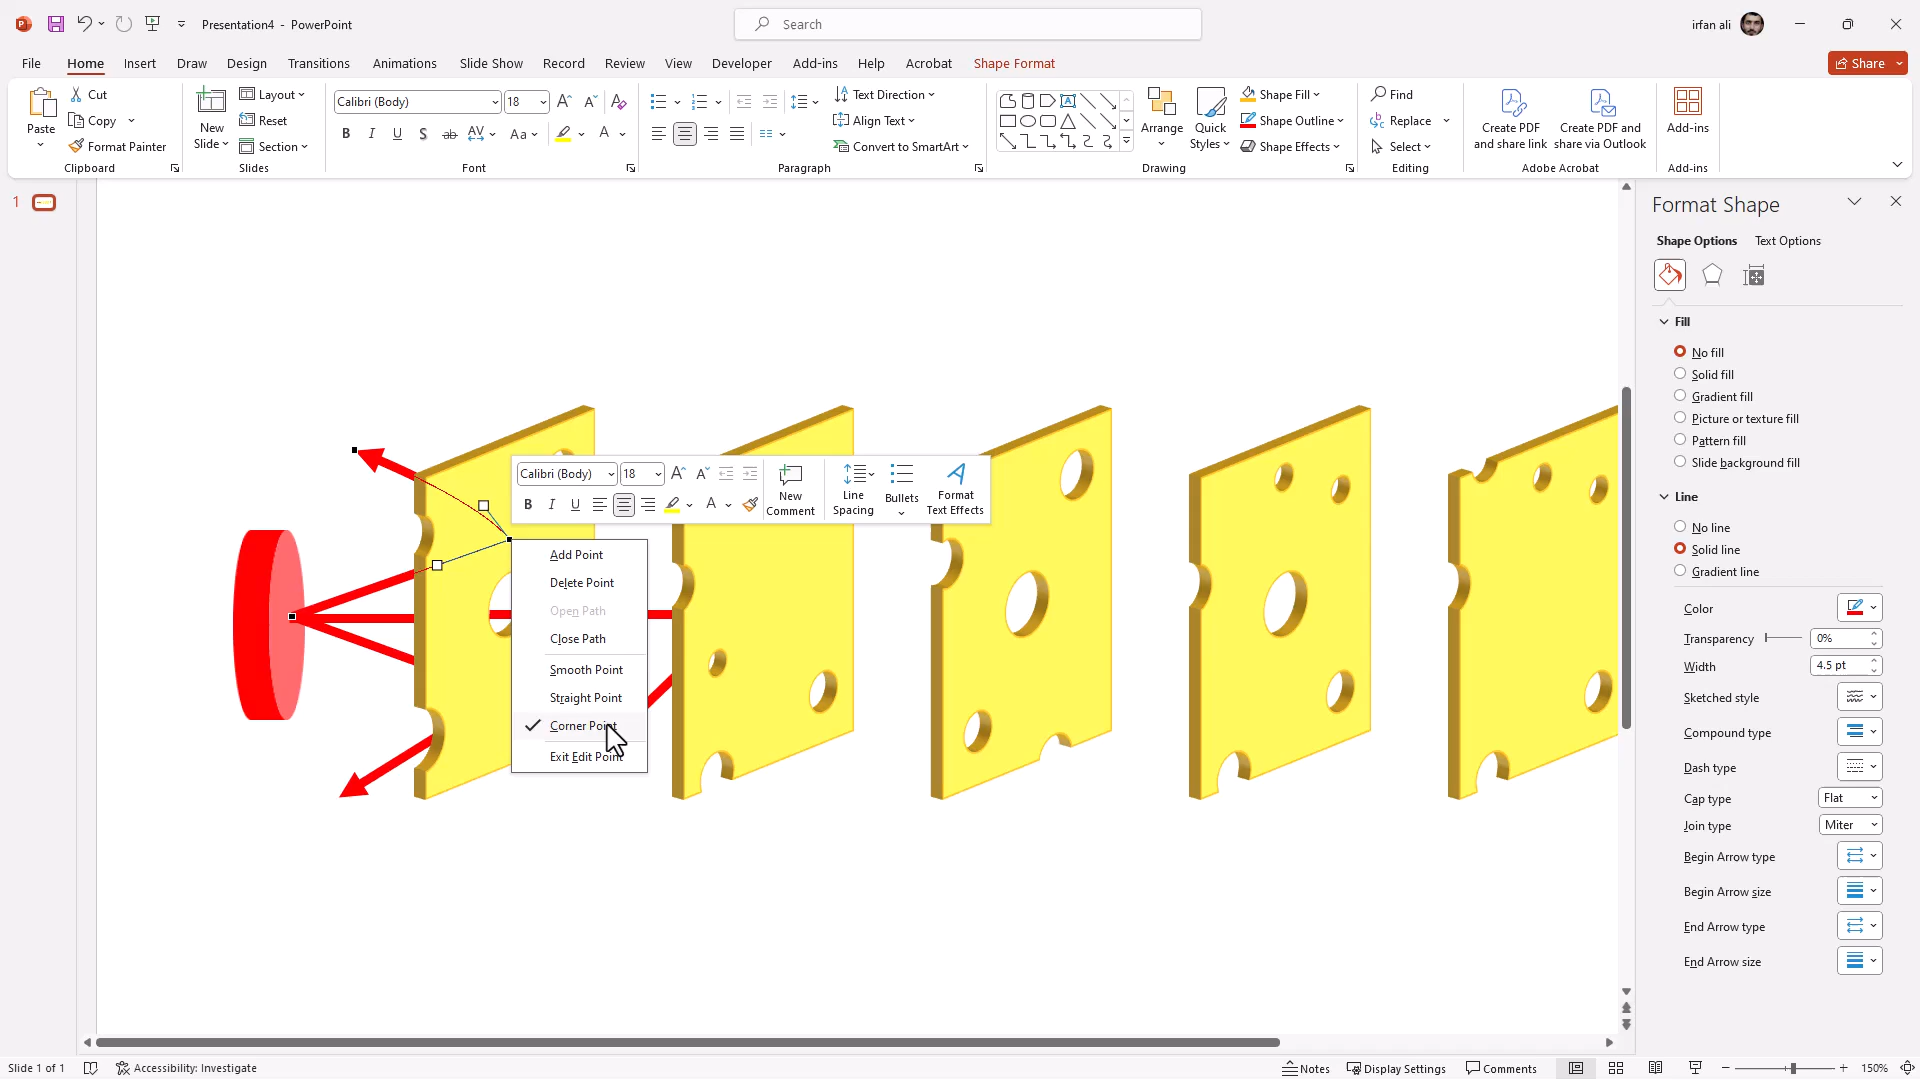 Presentation4 - PowerPoint
Search
irfan ali
File Home Insert Draw Design Transitions Animations Slide Show Record Review View Developer Add-ins Help Acrobat Shape Format
Share
Paste
Cut
Copy
Format Painter
Clipboard
New Slide
Layout
Reset
Section
Slides
Calibri (Body) 18
B I U S ab AV Aa A
Font
Text Direction
Align Text
Convert to SmartArt
Paragraph
Arrange
Quick Styles
Shape Fill
Shape Outline
Shape Effects
Drawing
Find
Replace
Select
Editing
Create PDF and share link
Create PDF and share via Outlook
Adobe Acrobat
Add-ins
Add-ins
1
Calibri (Body) 18
B I U A
New Comment
Line Spacing
Bullets
Format Text Effects
Add Point
Delete Point
Open Path
Close Path
Smooth Point
Straight Point
Corner Point
Exit Edit Point
Format Shape
Shape Options Text Options
Fill
No fill
Solid fill
Gradient fill
Picture or texture fill
Pattern fill
Slide background fill
Line
No line
Solid line
Gradient line
Color
Transparency 0%
Width 4.5 pt
Sketched style
Compound type
Dash type
Cap type Flat
Join type Miter
Begin Arrow type
Begin Arrow size
End Arrow type
End Arrow size
Slide 1 of 1 Accessibility: Investigate
Notes Display Settings Comments 150%